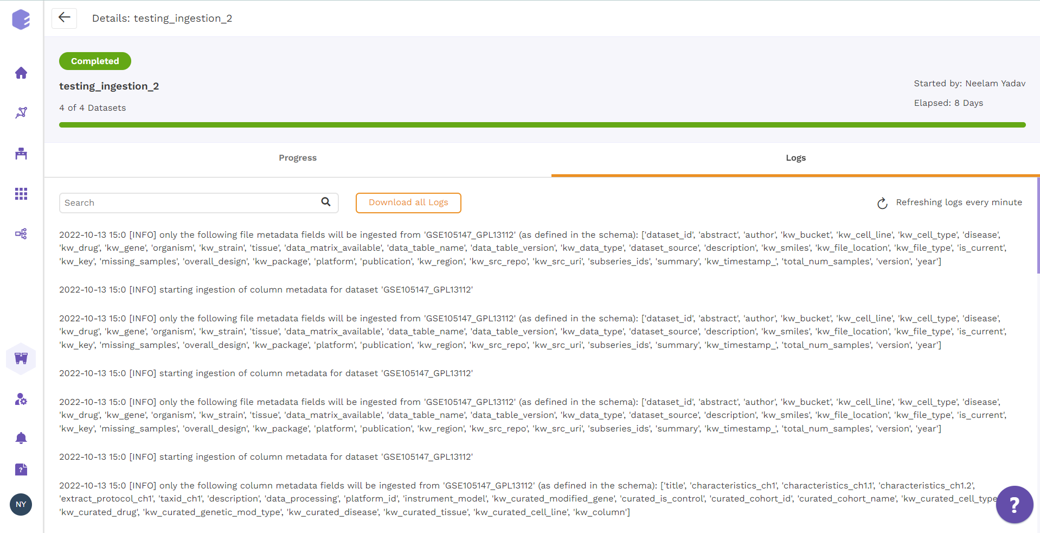 Details: testing_ingestion_2
Completed
testing_ingestion_2
Started by: Neelam Yadav
4 of 4 Datasets
Elapsed: 8 Days
Progress
Logs
Search
Download all Logs
Refreshing logs every minute
2022-10-13 15:0 [INFO] only the following file metadata fields will be ingested from 'GSE105147_GPL13112' (as defined in the schema): ['dataset_id', 'abstract', 'author', 'kw_bucket', 'kw_cell_line', 'kw_cell_type', 'disease',
'kw_drug', 'kw_gene', 'organism', 'kw_strain', 'tissue', 'data_matrix_available', 'data_table_name', 'data_table_version', 'kw_data_type', 'dataset_source', 'description', 'kw_smiles', 'kw_file_location', 'kw_file_type', 'is_current',
'kw_key', 'missing_samples', 'overall_design', 'kw_package', 'platform', 'publication', 'kw_region', 'kw_src_repo', 'kw_src_uri', 'subseries_ids', 'summary', 'kw_timestamp_', 'total_num_samples', 'version', 'year']
2022-10-13 15:0 [INFO] starting ingestion of column metadata for dataset 'GSE105147_GPL13112'
2022-10-13 15:0 [INFO] only the following file metadata fields will be ingested from 'GSE105147_GPL13112' (as defined in the schema): ['dataset_id', 'abstract', 'author', 'kw_bucket', 'kw_cell_line', 'kw_cell_type', 'disease',
'kw_drug', 'kw_gene', 'organism', 'kw_strain', 'tissue', 'data_matrix_available', 'data_table_name', 'data_table_version', 'kw_data_type', 'dataset_source', 'description', 'kw_smiles', 'kw_file_location', 'kw_file_type', 'is_current',
'kw_key', 'missing_samples', 'overall_design', 'kw_package', 'platform', 'publication', 'kw_region', 'kw_src_repo', 'kw_src_uri', 'subseries_ids', 'summary', 'kw_timestamp_', 'total_num_samples', 'version', 'year']
2022-10-13 15:0 [INFO] starting ingestion of column metadata for dataset 'GSE105147_GPL13112'
2022-10-13 15:0 [INFO] only the following file metadata fields will be ingested from 'GSE105147_GPL13112' (as defined in the schema): ['dataset_id', 'abstract', 'author', 'kw_bucket', 'kw_cell_line', 'kw_cell_type', 'disease',
'kw_drug', 'kw_gene', 'organism', 'kw_strain', 'tissue', 'data_matrix_available', 'data_table_name', 'data_table_version', 'kw_data_type', 'dataset_source', 'description', 'kw_smiles', 'kw_file_location', 'kw_file_type', 'is_current',
'kw_key', 'missing_samples', 'overall_design', 'kw_package', 'platform', 'publication', 'kw_region', 'kw_src_repo', 'kw_src_uri', 'subseries_ids', 'summary', 'kw_timestamp_', 'total_num_samples', 'version', 'year']
2022-10-13 15:0 [INFO] starting ingestion of column metadata for dataset 'GSE105147_GPL13112'
2022-10-13 15:0 [INFO] only the following column metadata fields will be ingested from 'GSE105147_GPL13112' (as defined in the schema): ['title', 'characteristics_ch1', 'characteristics_ch1.1', 'characteristics_ch1.2',
'extract_protocol_ch1', 'taxid_ch1', 'description', 'data_processing', 'platform_id', 'instrument_model', 'kw_curated_modified_gene', 'curated_is_control', 'curated_cohort_id', 'curated_cohort_name', 'kw_curated_cell_type
'kw_curated_drug', 'kw_curated_genetic_mod_type', 'kw_curated_disease', 'kw_curated_tissue', 'kw_curated_cell_line', 'kw_column']
NY
?